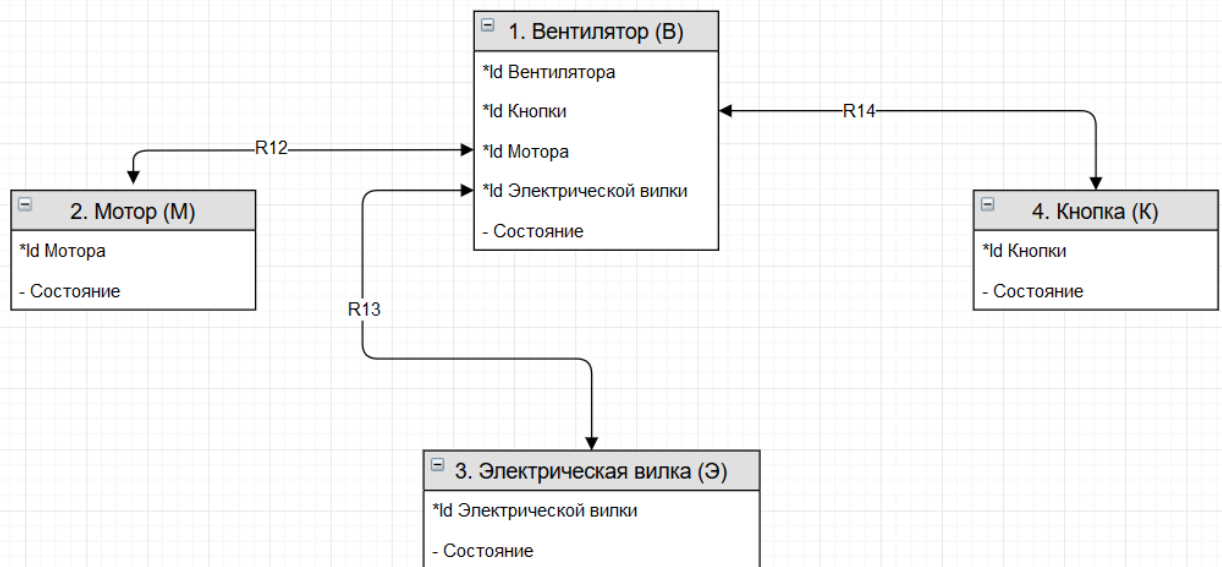 1. Вентилятор (В)
*Id Вентилятора
*Id Кнопки
*Id Мотора
*Id Электрической вилки
- Состояние
R14
R12
2. Мотор (М)
*Id Мотора
- Состояние
4. Кнопка (К)
*Id Кнопки
- Состояние
R13
3. Электрическая вилка (Э)
*Id Электрической вилки
- Состояние